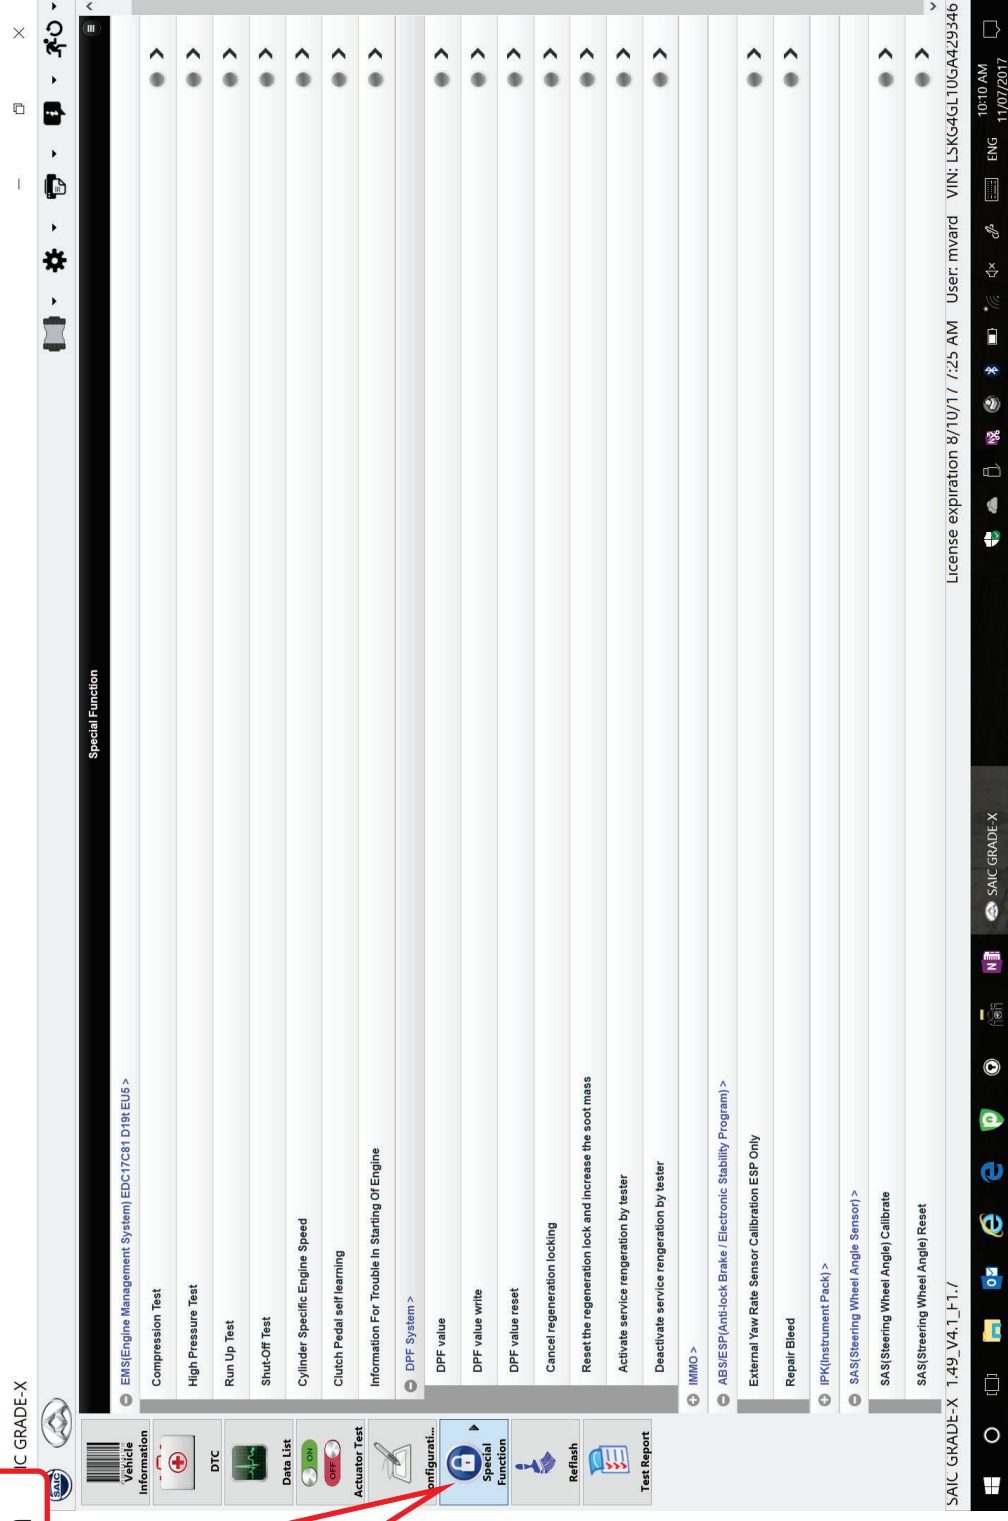 IC GRADE-X
SAIC
Vehicle
Information
DTC
Data List
ON
OFF
Actuator Test
onfigurati...
Special
Function
Reflash
Test Report
Special Function
EMS(Engine Management System) EDC17C81 D19t EU5 >
Compression Test
High Pressure Test
Run Up Test
Shut-Off Test
Cylinder Specific Engine Speed
Clutch Pedal self learning
Information For Trouble In Starting Of Engine
DPF System >
DPF value
DPF value write
DPF value reset
Cancel regeneration locking
Reset the regeneration lock and increase the soot mass
Activate service rengeration by tester
Deactivate service rengeration by tester
IMMO >
ABS/ESP(Anti-lock Brake / Electronic Stability Program) >
External Yaw Rate Sensor Calibration ESP Only
Repair Bleed
IPK(Instrument Pack) >
SAS(Steering Wheel Angle Sensor) >
SAS(Steering Wheel Angle) Calibrate
SAS(Streering Wheel Angle) Reset
SAIC GRADE-X 1.49_V4.1_F1.7 License expiration 8/10/17 7:25 AM User: mvard VIN: LSKG4GL10GA429346
SAIC GRADE-X
ENG
10:10 AM
11/07/2017